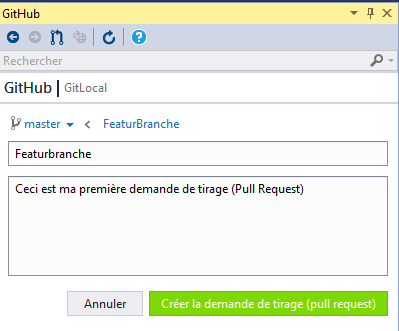 GitHub
Rechercher
GitHub | GitLocal
master < FeaturBranche
Featurbranche
Ceci est ma première demande de tirage (Pull Request)
Annuler Créer la demande de tirage (pull request)